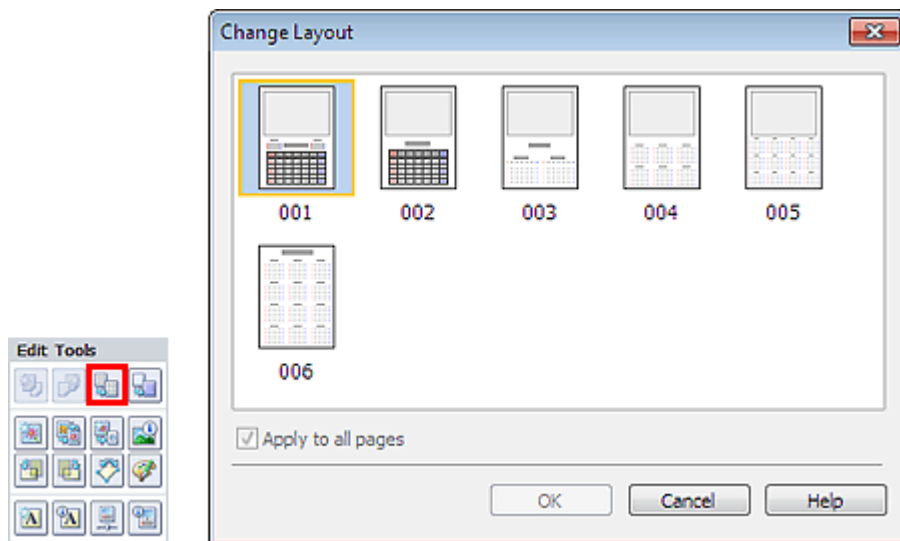 Change Layout
001 002 003 004 005
006
Apply to all pages
OK Cancel Help
Edit Tools